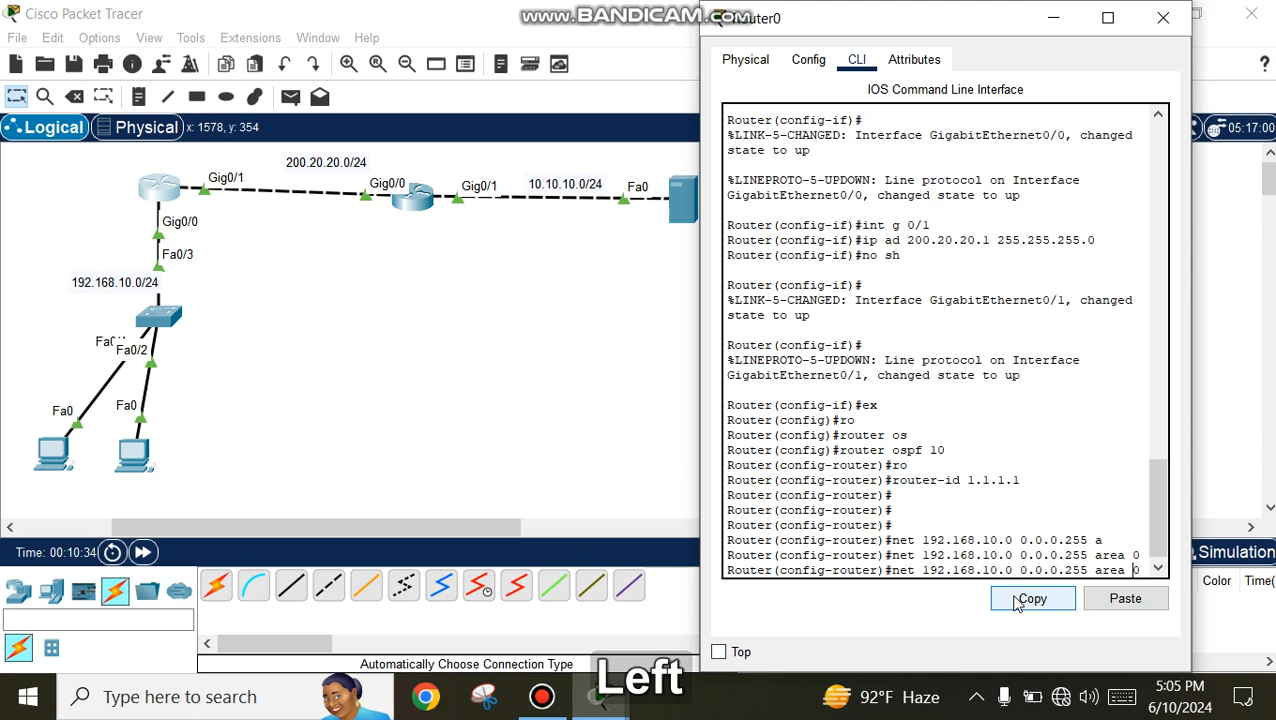 Cisco Packet Tracer
www.BANDICAM.com
Router0
File Edit Options View Tools Extensions Window Help
Physical Config CLI Attributes
IOS Command Line Interface
Logical Physical x: 1578, y: 354
05:17:00
Router(config-if)#
%LINK-5-CHANGED: Interface GigabitEthernet0/0, changed
state to up
%LINEPROTO-5-UPDOWN: Line protocol on Interface
GigabitEthernet0/0, changed state to up
Router(config-if)#int g 0/1
Router(config-if)#ip ad 200.20.20.1 255.255.255.0
Router(config-if)#no sh
Router(config-if)#
%LINK-5-CHANGED: Interface GigabitEthernet0/1, changed
state to up
Router(config-if)#
%LINEPROTO-5-UPDOWN: Line protocol on Interface
GigabitEthernet0/1, changed state to up
Router(config-if)#ex
Router(config)#ro
Router(config)#router os
Router(config)#router ospf 10
Router(config-router)#ro
Router(config-router)#router-id 1.1.1.1
Router(config-router)#
Router(config-router)#
Router(config-router)#
Router(config-router)#net 192.168.10.0 0.0.0.255 a
Router(config-router)#net 192.168.10.0 0.0.0.255 area 0
Router(config-router)#net 192.168.10.0 0.0.0.255 area 0
Copy Paste
Top
200.20.20.0/24
Gig0/1 Gig0/0 Gig0/1 10.10.10.0/24 Fa0
Gig0/0
Fa0/3
192.168.10.0/24
Fa0/2
Fa0 Fa0
Time: 00:10:34
Simulation
Color Time(
Automatically Choose Connection Type
Left
Type here to search
92°F Haze
5:05 PM
6/10/2024